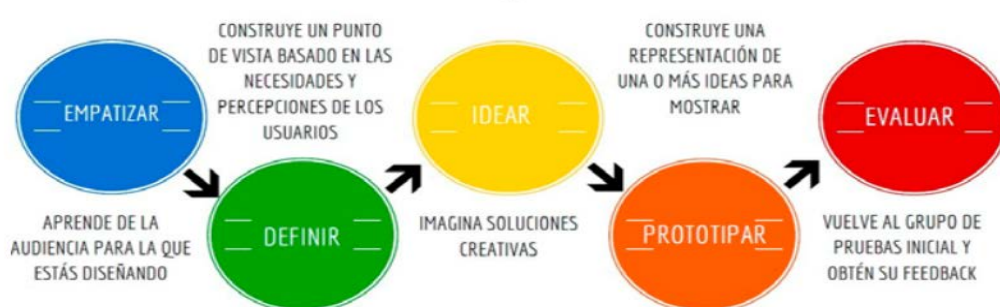 EMPATIZAR
APRENDE DE LA
AUDIENCIA PARA LA QUE
ESTÁS DISEÑANDO
CONSTRUYE UN PUNTO
DE VISTA BASADO EN LAS
NECESIDADES Y
PERCEPCIONES DE LOS
USUARIOS
DEFINIR
IDEAR
IMAGINA SOLUCIONES
CREATIVAS
CONSTRUYE UNA
REPRESENTACIÓN DE
UNA O MÁS IDEAS PARA
MOSTRAR
PROTOTIPAR
EVALUAR
VUELVE AL GRUPO DE
PRUEBAS INICIAL Y
OBTÉN SU FEEDBACK